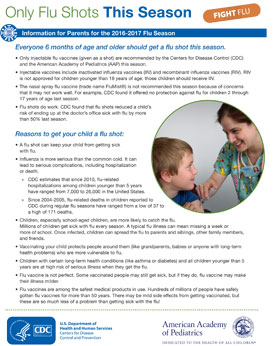 Only Flu Shots This Season
FIGHT FLU
Information for Parents for the 2016-2017 Flu Season
Everyone 6 months of age and older should get a flu shot this season.
• Only injectable flu vaccines (given as a shot) are recommended by the Centers for Disease Control (CDC)
and the American Academy of Pediatrics (AAP) this season.
• Injectable vaccines include inactivated influenza vaccines (IIV) and recombinant influenza vaccines (RIV). RIV
is not approved for children younger than 18 years of age; those children should receive IIV.
• The nasal spray flu vaccine (trade name FluMist®) is not recommended this season because of concerns
that it may not work well. For example, CDC found it offered no protection against flu for children 2 through
17 years of age last season.
• Flu shots do work. CDC found that flu shots reduced a child's
risk of ending up at the doctor's office with flu by more
than 50% last season.
Reasons to get your child a flu shot:
• A flu shot can keep your child from getting sick
with flu.
• Influenza is more serious than the common cold. It can
lead to serious complications, including hospitalization
or death.
• CDC estimates that since 2010, flu-related
hospitalizations among children younger than 5 years
have ranged from 7,000 to 26,000 in the United States.
• Since 2004-2005, flu-related deaths in children reported to
CDC during regular flu seasons have ranged from a low of 37 to
a high of 171 deaths.
• Children, especially school-aged children, are more likely to catch the flu.
Millions of children get sick with flu every season. A typical flu illness can mean missing a week or
more of school. Once infected, children can spread the flu to parents and siblings, other family members,
and friends.
• Vaccinating your child protects people around them (like grandparents, babies or anyone with long-term
health problems) who are more vulnerable to flu.
• Children with certain long-term health conditions (like asthma or diabetes) and all children younger than 5
years are at high risk of serious illness when they get the flu.
• Flu vaccine is not perfect. Some vaccinated people may still get sick, but if they do, flu vaccine may make
their illness milder.
• Flu vaccines are among the safest medical products in use. Hundreds of millions of people have safely
gotten flu vaccines for more than 50 years. There may be mild side effects from getting vaccinated, but
these are so much less of a problem than getting sick with the flu!
CDC
U.S. Department of
Health and Human Services
Centers for Disease
Control and Prevention
American Academy
of Pediatrics
DEDICATED TO THE HEALTH OF ALL CHILDREN®